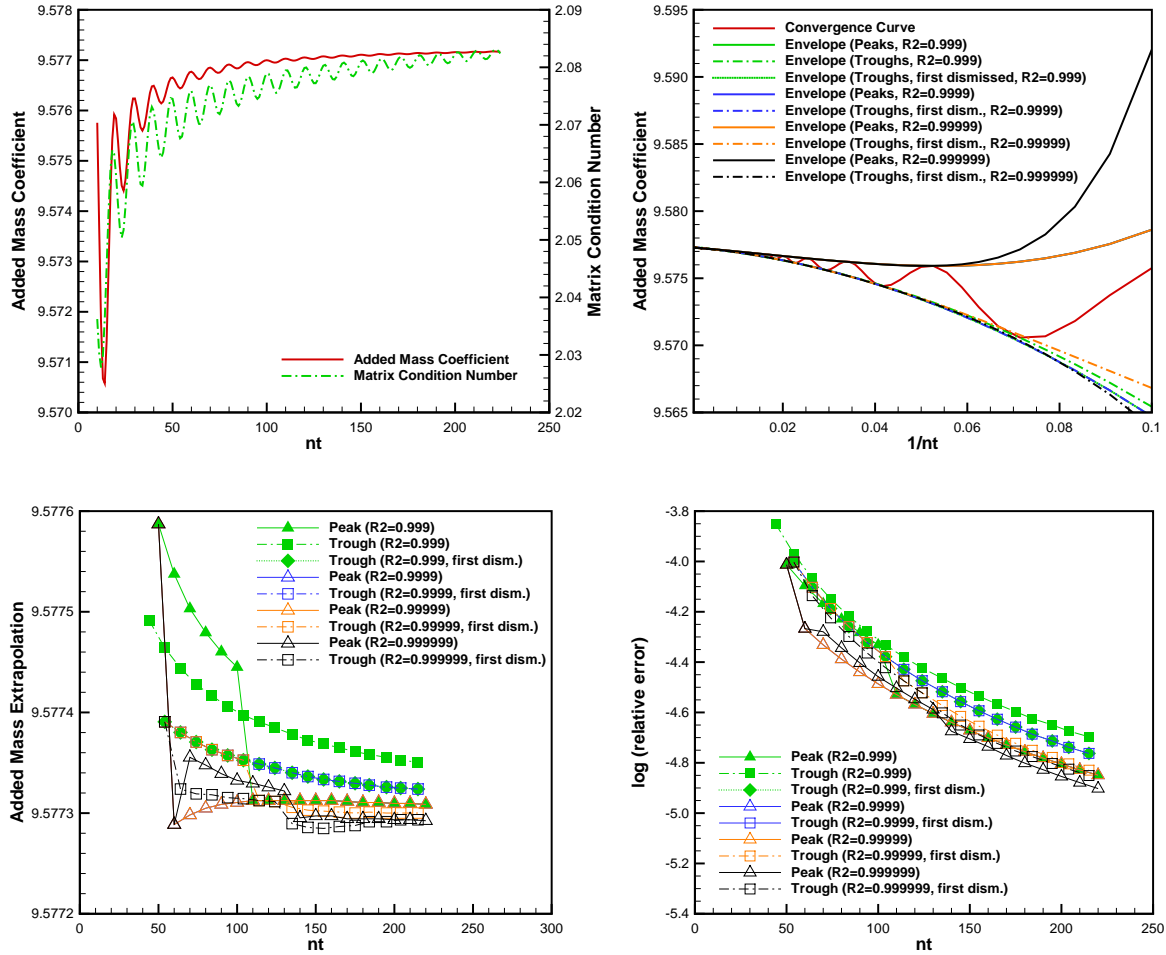 9.578
9.577
9.576
9.575
9.574
9.573
9.572
9.571
9.570
Added Mass Coefficient
0
50
100
150
200
250
nt
2.09
2.08
2.07
2.06
2.05
2.04
2.03
2.02
Matrix Condition Number
Added Mass Coefficient
Matrix Condition Number
9.595
9.590
9.585
9.580
9.575
9.570
9.565
Added Mass Coefficient
0.02
0.04
0.06
0.08
0.1
1/nt
Convergence Curve
Envelope (Peaks, R2=0.999)
Envelope (Troughs, R2=0.999)
Envelope (Troughs, first dismissed, R2=0.999)
Envelope (Peaks, R2=0.9999)
Envelope (Troughs, first dism., R2=0.9999)
Envelope (Peaks, R2=0.99999)
Envelope (Troughs, first dism., R2=0.99999)
Envelope (Peaks, R2=0.999999)
Envelope (Troughs, first dism., R2=0.999999)
9.5776
9.5775
9.5774
9.5773
9.5772
Added Mass Extrapolation
0
50
100
150
200
250
300
nt
Peak (R2=0.999)
Trough (R2=0.999)
Trough (R2=0.999, first dism.)
Peak (R2=0.9999)
Trough (R2=0.9999, first dism.)
Peak (R2=0.99999)
Trough (R2=0.99999, first dism.)
Peak (R2=0.999999)
Trough (R2=0.999999, first dism.)
-3.8
-4.0
-4.2
-4.4
-4.6
-4.8
-5.0
-5.2
-5.4
log (relative error)
0
50
100
150
200
250
nt
Peak (R2=0.999)
Trough (R2=0.999)
Trough (R2=0.999, first dism.)
Peak (R2=0.9999)
Trough (R2=0.9999, first dism.)
Peak (R2=0.99999)
Trough (R2=0.99999, first dism.)
Peak (R2=0.999999)
Trough (R2=0.999999, first dism.)